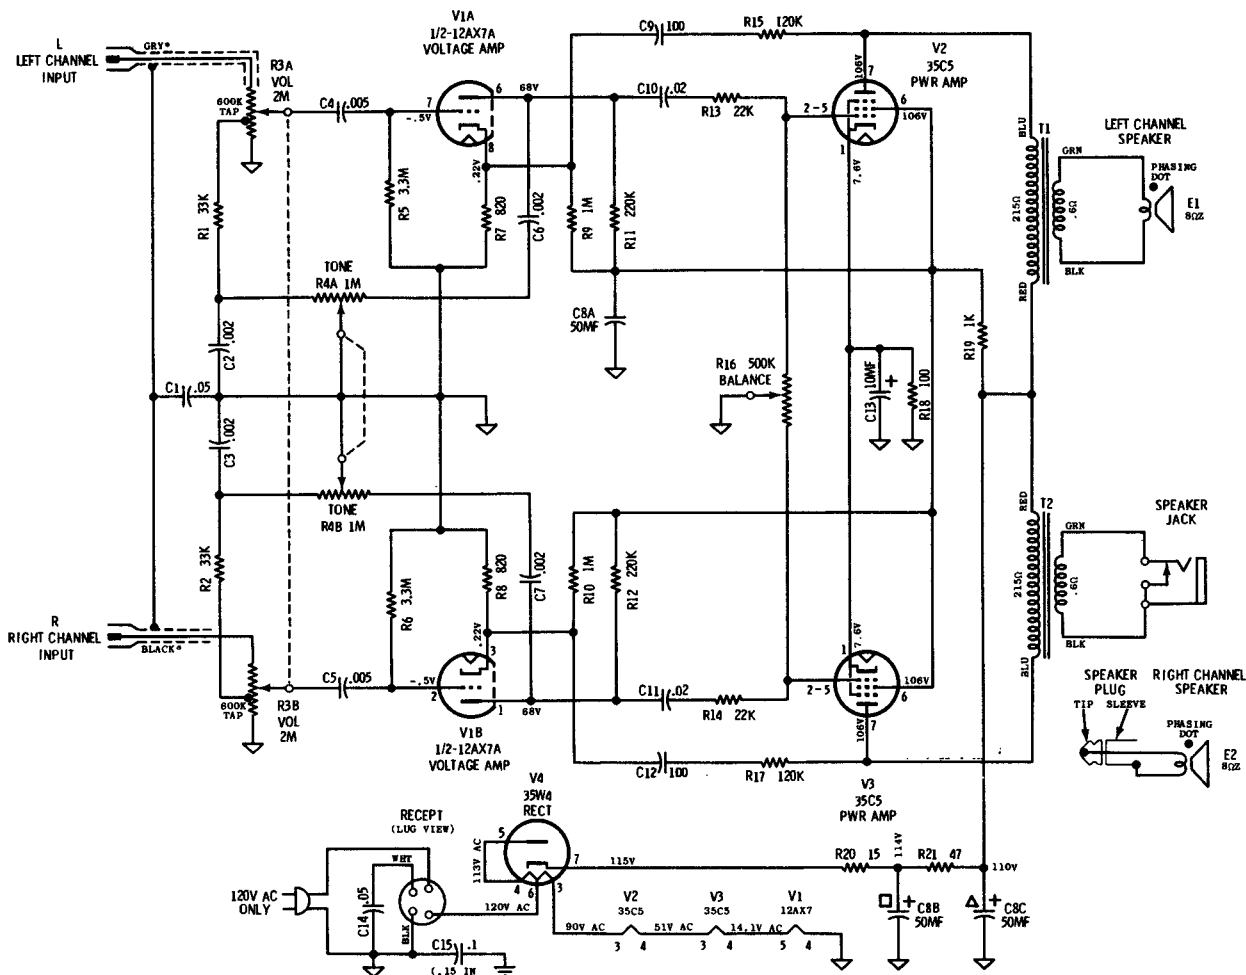 L
LEFT CHANNEL
INPUT
GRY*
R3A
VOL
2M
600K
TAP
C4 .005
V1A
1/2-12AX7A
VOLTAGE AMP
7
-.5V
6
68V
8
.22V
C9 100
R15 120K
C10 .02
R13 22K
V2
35C5
PWR AMP
106V
7
2-5
6
106V
1
7.6V
BLU
T1
LEFT CHANNEL
SPEAKER
GRN
PHASING
DOT
E1
8ΩZ
215Ω
.6Ω
BLK
RED
R1 33K
R5 3.3M
R7 820
C6 .002
R9 1M
R11 220K
TONE
R4A 1M
C8A
50MF
R19 1K
C2 .002
C1 .05
C3 .002
R16 500K
BALANCE
C13 10MF
+
R18 100
TONE
R4B 1M
R2 33K
R6 3.3M
R8 820
C7 .002
R10 1M
R12 220K
RED
T2
GRN
SPEAKER
JACK
215Ω
.6Ω
BLK
BLU
R
RIGHT CHANNEL
INPUT
BLACK*
600K
TAP
R3B
VOL
2M
C5 .005
.22V
3
-.5V
2
1
68V
V1B
1/2-12AX7A
VOLTAGE AMP
C11 .02
R14 22K
C12 100
R17 120K
7.6V
1
2-5
106V
6
106V
7
V3
35C5
PWR AMP
SPEAKER
PLUG
TIP SLEEVE
RIGHT CHANNEL
SPEAKER
PHASING
DOT
E2
8ΩZ
V4
35W4
RECT
RECEPT
(LUG VIEW)
WHT
5
113V AC
4
6
3
7
115V
R20 15
114V
R21 47
110V
120V AC
ONLY
C14 .05
BLK
120V AC
C15 .1
(.15 IN
90V AC
V2
35C5
3 4
51V AC
V3
35C5
3 4
14.1V AC
V1
12AX7
5 4
+
C8B
50MF
+
C8C
50MF